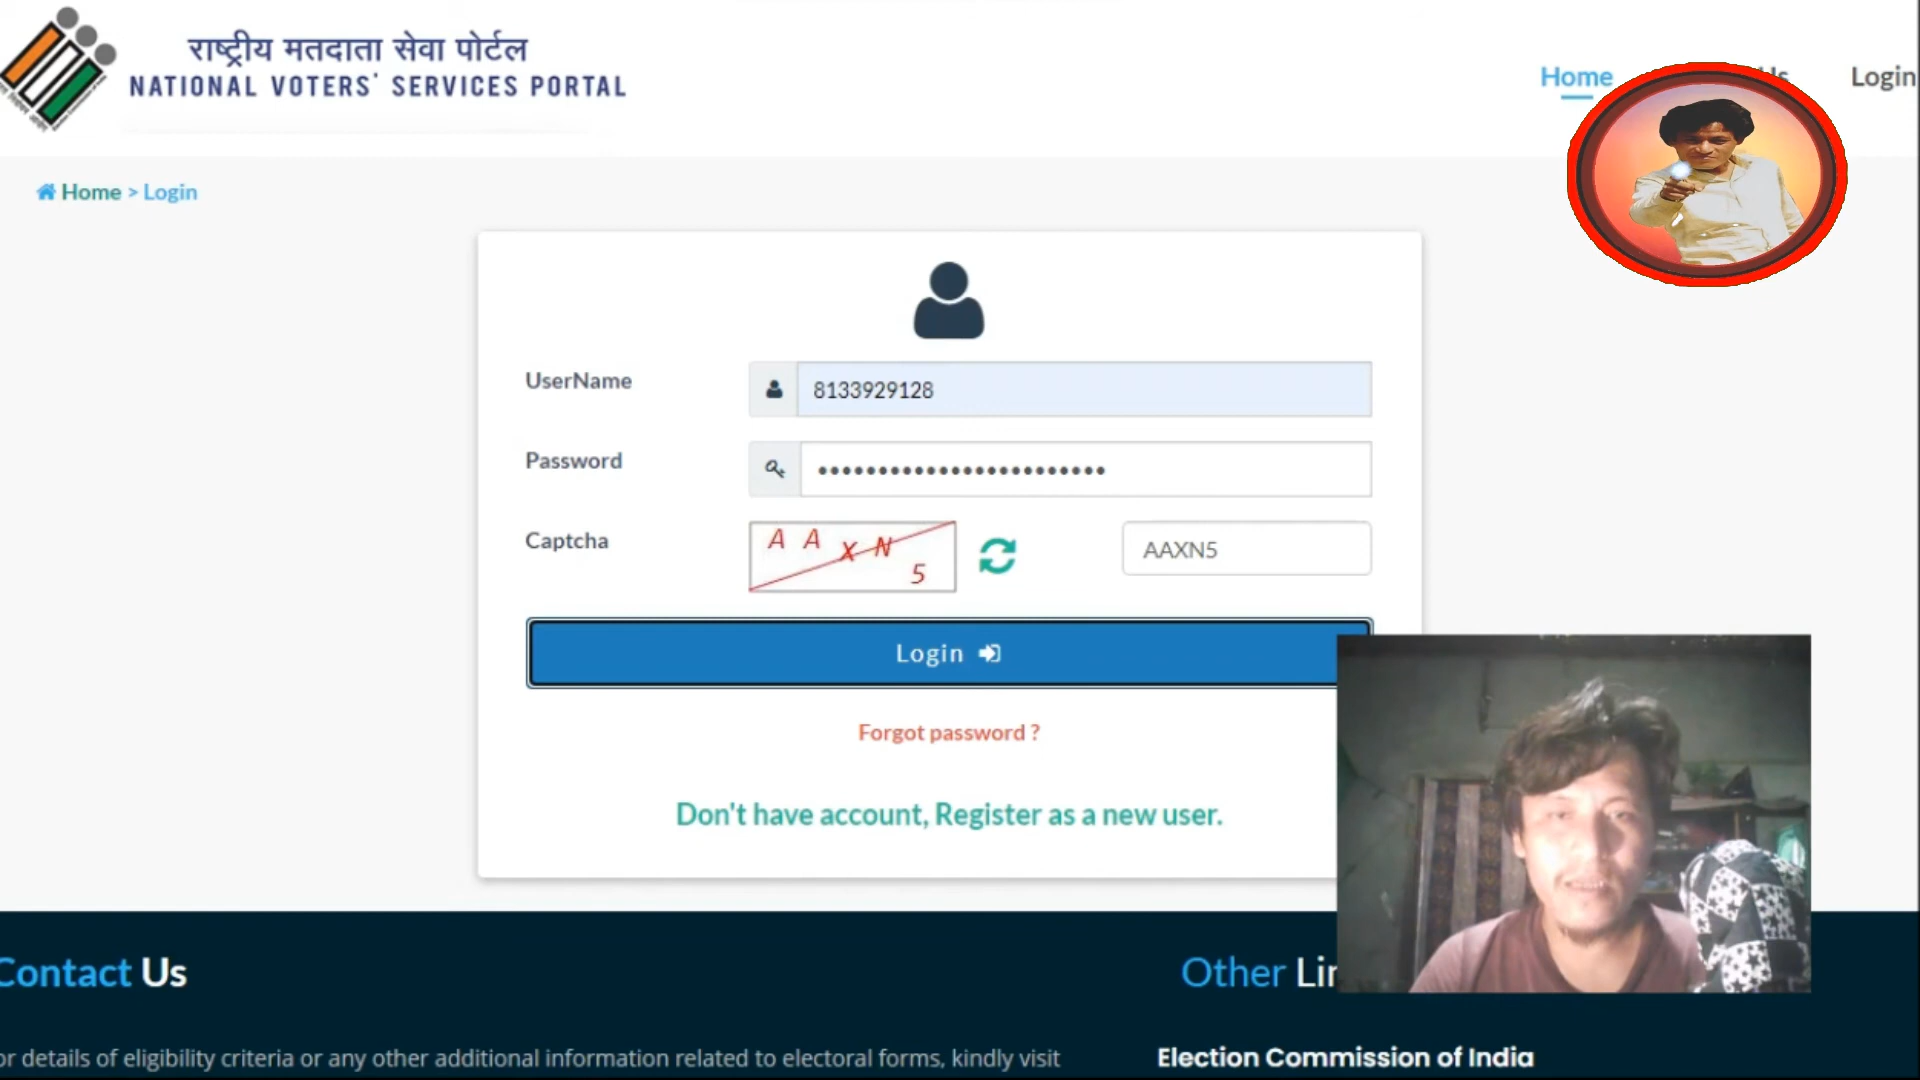 राष्ट्रीय मतदाता सेवा पोर्टल
NATIONAL VOTERS' SERVICES PORTAL
Home
Us
Login
Home > Login
UserName
8133929128
Password
••••••••••••••••••••••••
Captcha
A A X N 5
AAXN5
Login
Forgot password ?
Don't have account, Register as a new user.
Contact Us
Other
or details of eligibility criteria or any other additional information related to electoral forms, kindly visit
Election Commission of India